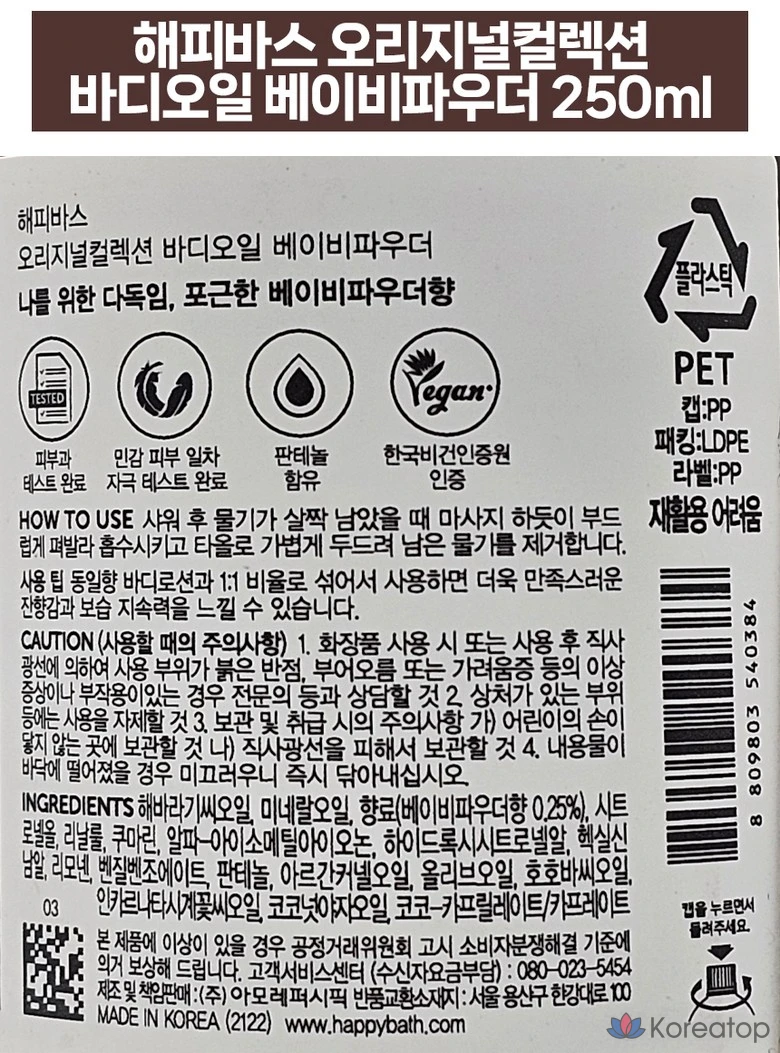 해피바스 오리지널컬렉션
바디오일 베이비파우더 250ml
해피바스
오리지널컬렉션 바디오일 베이비파우더
나를 위한 다독임, 포근한 베이비파우더향
TESTED
Vegan
피부과
테스트 완료
민감 피부 일차
자극 테스트 완료
판테놀
함유
한국비건인증원
인증
HOW TO USE 샤워 후 물기가 살짝 남았을 때 마사지 하듯이 부드
럽게 펴발라 흡수시키고 타올로 가볍게 두드려 남은 물기를 제거합니다.
사용 팁 동일향 바디로션과 1:1 비율로 섞어서 사용하면 더욱 만족스러운
잔향감과 보습 지속력을 느낄 수 있습니다.
CAUTION (사용할 때의 주의사항) 1. 화장품 사용 시 또는 사용 후 직사
광선에 의하여 사용 부위가 붉은 반점, 부어오름 또는 가려움증 등의 이상
증상이나 부작용이있는 경우 전문의 등과 상담할 것 2. 상처가 있는 부위
등에는 사용을 자제할 것 3. 보관 및 취급 시의 주의사항 가) 어린이의 손이
닿지 않는 곳에 보관할 것 나) 직사광선을 피해서 보관할 것 4. 내용물이
바닥에 떨어졌을 경우 미끄러우니 즉시 닦아내십시오.
INGREDIENTS 해바라기씨오일, 미네랄오일, 향료(베이비파우더향 0.25%), 시트
로넬올, 리날룰, 쿠마린, 알파-아이소메틸아이오논, 하이드록시시트로넬알, 헥실신
남알, 리모넨, 벤질벤조에이트, 판테놀, 아르간커넬오일, 올리브오일, 호호바씨오일,
인카르나타시계꽃씨오일, 코코넛야자오일, 코코-카프릴레이트/카프레이트
03
본 제품에 이상이 있을 경우 공정거래위원회 고시 소비자분쟁해결 기준에
의거 보상해 드립니다. 고객서비스센터 (수신자요금부담) : 080-023-5454
제조 및 책임판매 : (주) 아모레퍼시픽 반품교환소재지 : 서울 용산구 한강대로 100
MADE IN KOREA (2122) www.happybath.com
플라스틱
PET
캡:PP
패킹:LDPE
라벨:PP
재활용 어려움
8 809803 540384
캡을 누르면서
돌려주세요.
Koreatop